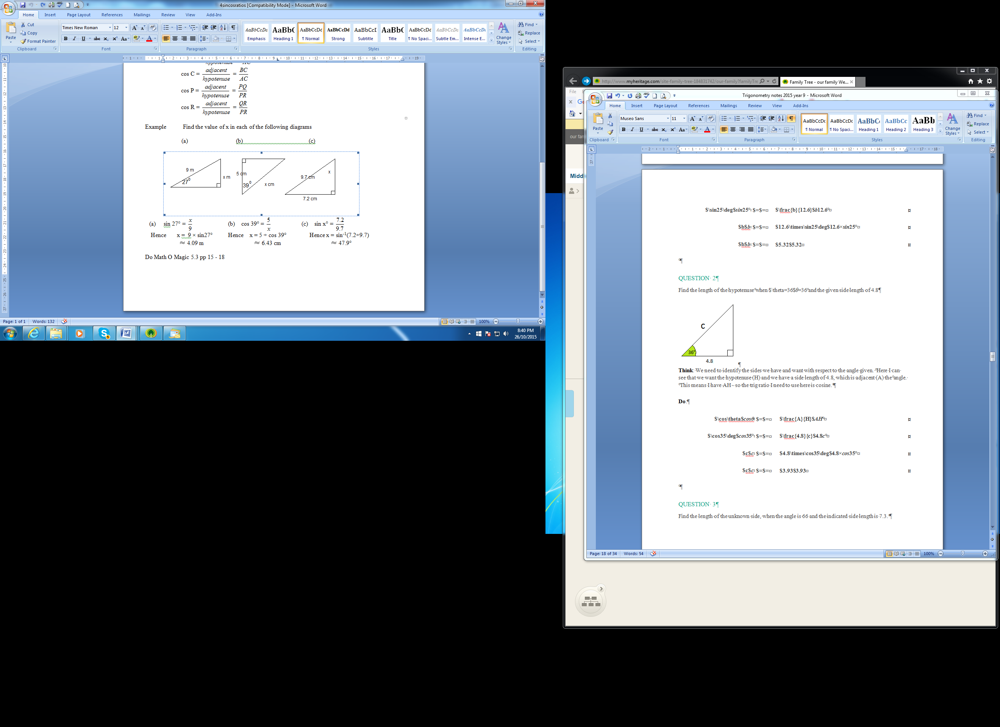 4sincosratios [Compatibility Mode] - Microsoft Word
Home Insert Page Layout References Mailings Review View Add-Ins
Paste
Cut
Copy
Format Painter
Times New Roman 12
AaBbCcDc AaBbC AaBbCcDd AaBbCcDd AaBbCcI AaBbC AaBbCcDd AaBbCcDc AaBbCcDc
Emphasis Heading 1 ¶ Normal Strong Subtitle Title ¶ No Spaci... Subtle Em... Intense E...
Change Styles
Find
Replace
Select
Clipboard Font Paragraph Styles Editing
hypotenuse AC
cos C = adjacent / hypotenuse = BC / AC
cos P = adjacent / hypotenuse = PQ / PR
cos R = adjacent / hypotenuse = QR / PR
Example Find the value of x in each of the following diagrams
(a) (b) (c)
9 m 27⁰ x m
5 cm 39⁰ x cm
9.7 cm x 7.2 cm
(a) sin 27° = x/9 (b) cos 39° = 5/x (c) sin x° = 7.2/9.7
Hence x = 9 × sin27° Hence x = 5 ÷ cos 39° Hence x = sin⁻¹(7.2÷9.7)
≈ 4.09 m ≈ 6.43 cm ≈ 47.9°
Do Math O Magic 5.3 pp 15 - 18
Page: 1 of 1 Words: 132 100%
8:40 PM
26/10/2015
http://www.myheritage.com/site-family-tree-184831742/our-family?familyTre
Family Tree - our family We...
File
our fam
Midd
Trigonometry notes 2015 year 9 - Microsoft Word
Home Insert Page Layout References Mailings Review View Add-Ins
Paste
Museo Sans 11
AaBbCcDc AaBbCcDc AaBbC AaBbCc AaBb
¶ Normal ¶ No Spaci... Heading 1 Heading 2 Heading 3
Change Styles
Find
Replace
Select
Clipboard Font Paragraph Styles Editing
$\sin25\deg$sin25° $=$=¤ $\frac{b}{12.6}$b12.6¤ ¤
$b$b $=$=¤ $12.6\times\sin25\deg$12.6×sin25°¤ ¤
$b$b $=$=¤ $5.32$5.32¤ ¤
°¶
QUESTION· 2¶
Find·the·length·of·the·hypotenuse°when·$\theta=36$θ=36°and·the·given·side·length·of·4.8¶
C
36°
4.8
¶
Think:·We·need·to·identify·the·sides·we·have·and·want·with·respect·to·the·angle·given.·°Here·I·can·
see·that·we·want·the·hypotenuse·(H)·and·we·have·a·side·length·of·4.8,·which·is·adjacent·(A)·the°angle.·
°This·means·I·have·AH·-·so·the·trig·ratio·I·need·to·use·here·is·cosine.°¶
Do:¶
$\cos\theta$cosθ $=$=¤ $\frac{A}{H}$AH°¤ ¤
$\cos35\deg$cos35° $=$=¤ $\frac{4.8}{c}$4.8c°¤ ¤
$c$c $=$=¤ $4.8\times\cos35\deg$4.8×cos35°¤ ¤
$c$c $=$=¤ $3.93$3.93¤ ¤
°¶
QUESTION· 3¶
Find·the·length·of·the·unknown·side,·when·the·angle·is·66·and·the·indicated·side·length·is·7.3.°¶
Page: 18 of 34 Words: 54 100%